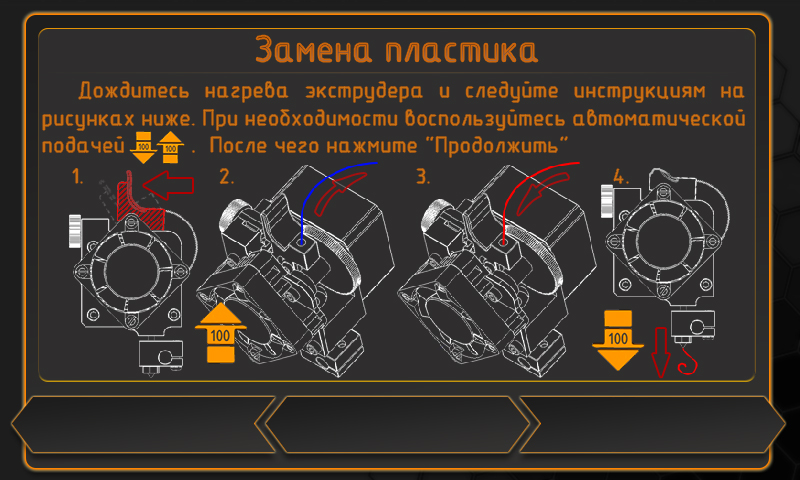 Замена пластика
Дождитесь нагрева экструдера и следуйте инструкциям на
рисунках ниже. При необходимости воспользуйтесь автоматической
подачей 100 100 . После чего нажмите "Продолжить"
1. 2. 3. 4.
100
100